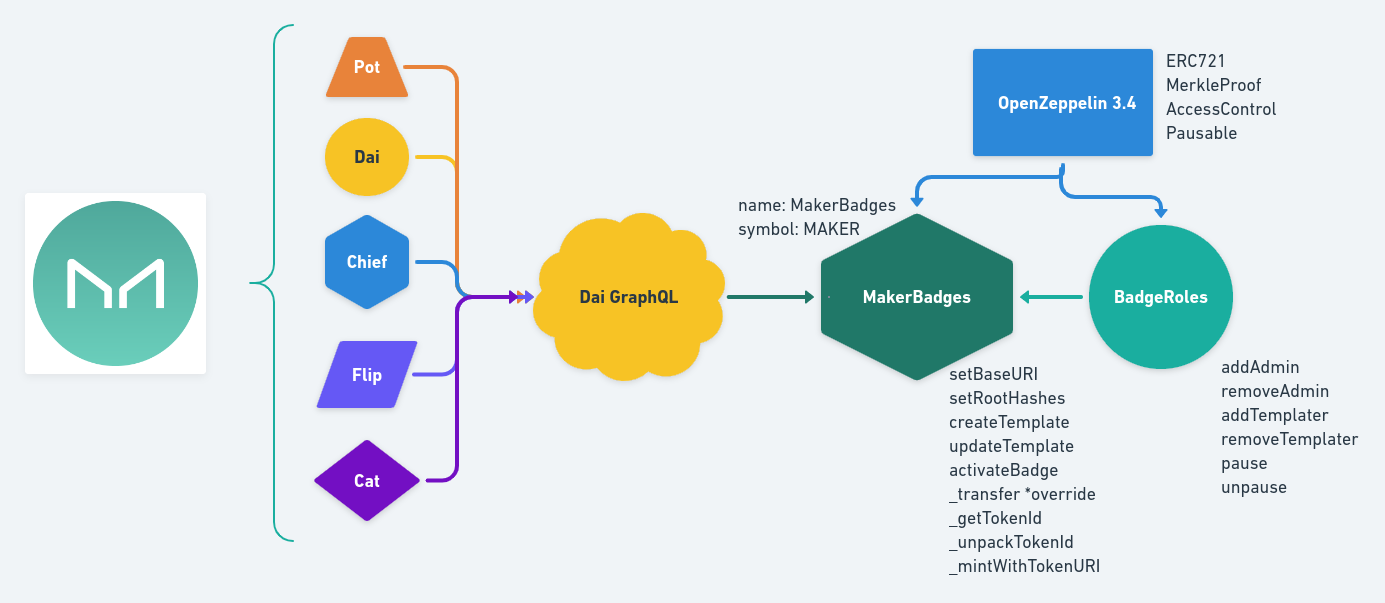 Pot
Dai
Chief
Flip
Cat
Dai GraphQL
name: MakerBadges
symbol: MAKER
MakerBadges
setBaseURI
setRootHashes
createTemplate
updateTemplate
activateBadge
_transfer *override
_getTokenId
_unpackTokenId
_mintWithTokenURI
OpenZeppelin 3.4
ERC721
MerkleProof
AccessControl
Pausable
BadgeRoles
addAdmin
removeAdmin
addTemplater
removeTemplater
pause
unpause